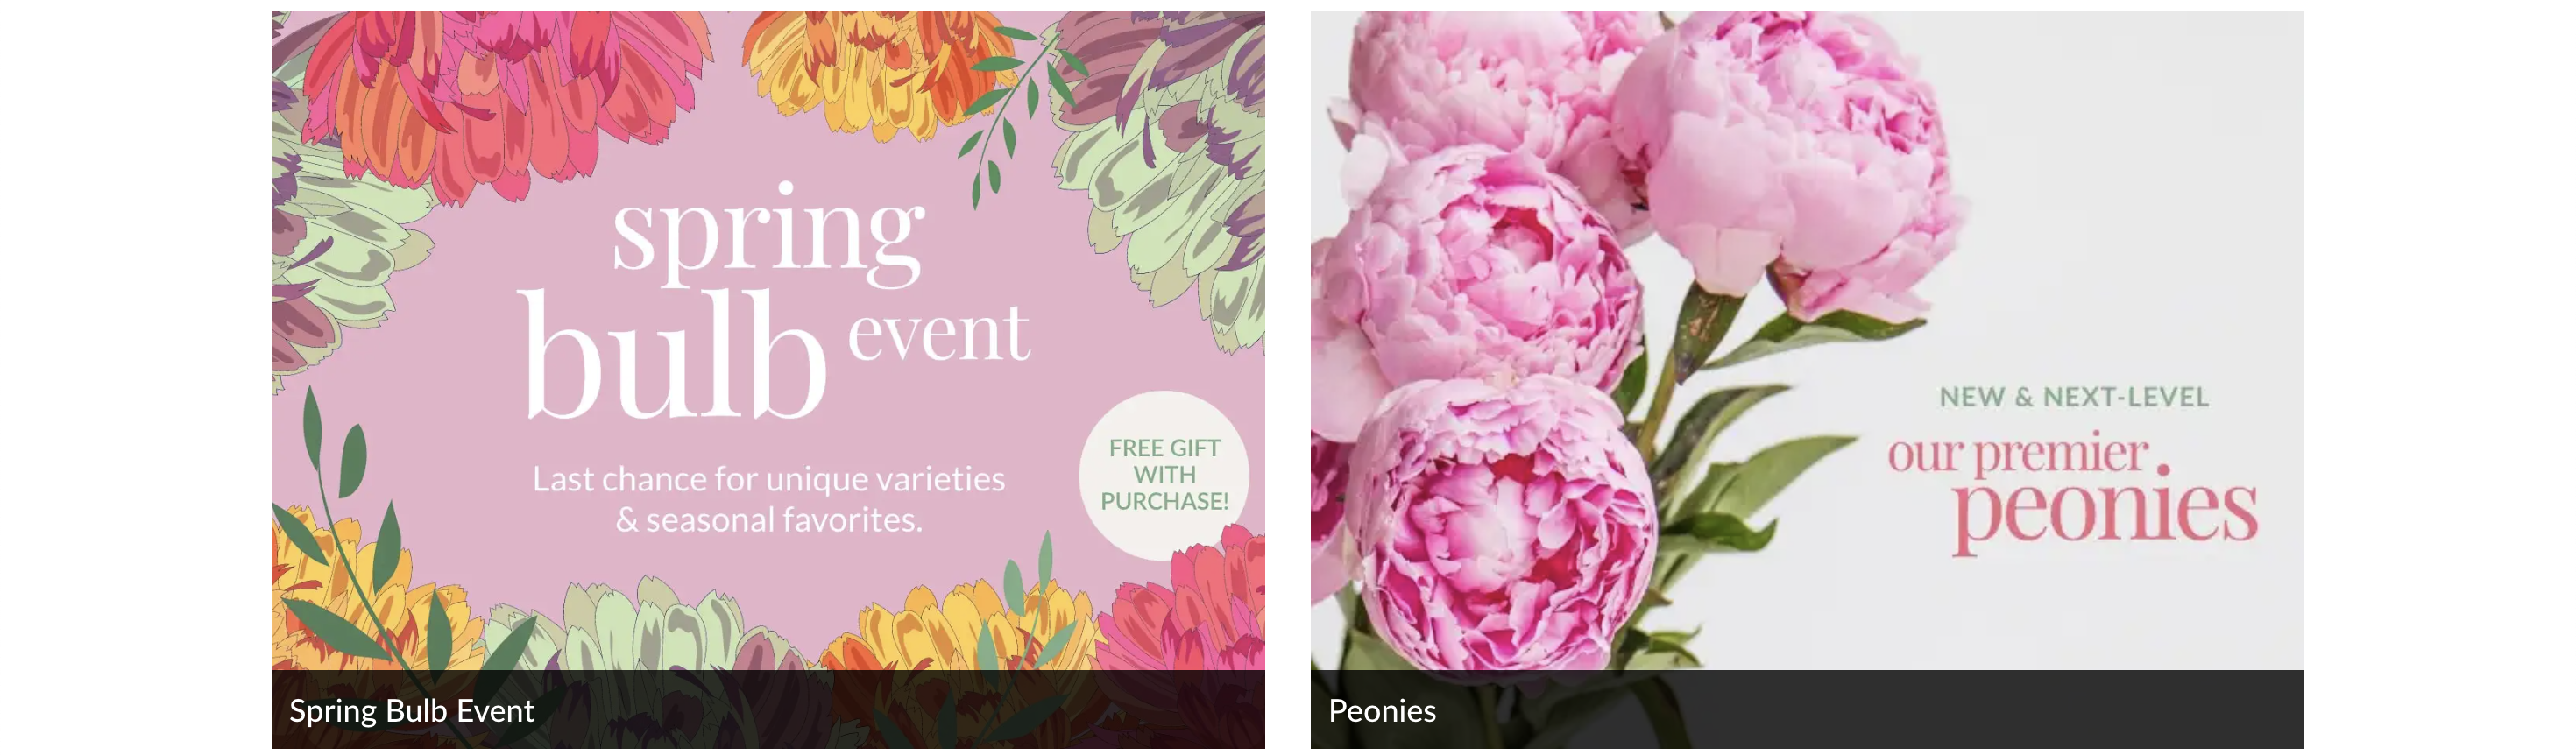 spring
bulb event
Last chance for unique varieties
& seasonal favorites.
FREE GIFT
WITH
PURCHASE!
Spring Bulb Event
NEW & NEXT-LEVEL
our premier
peonies
Peonies